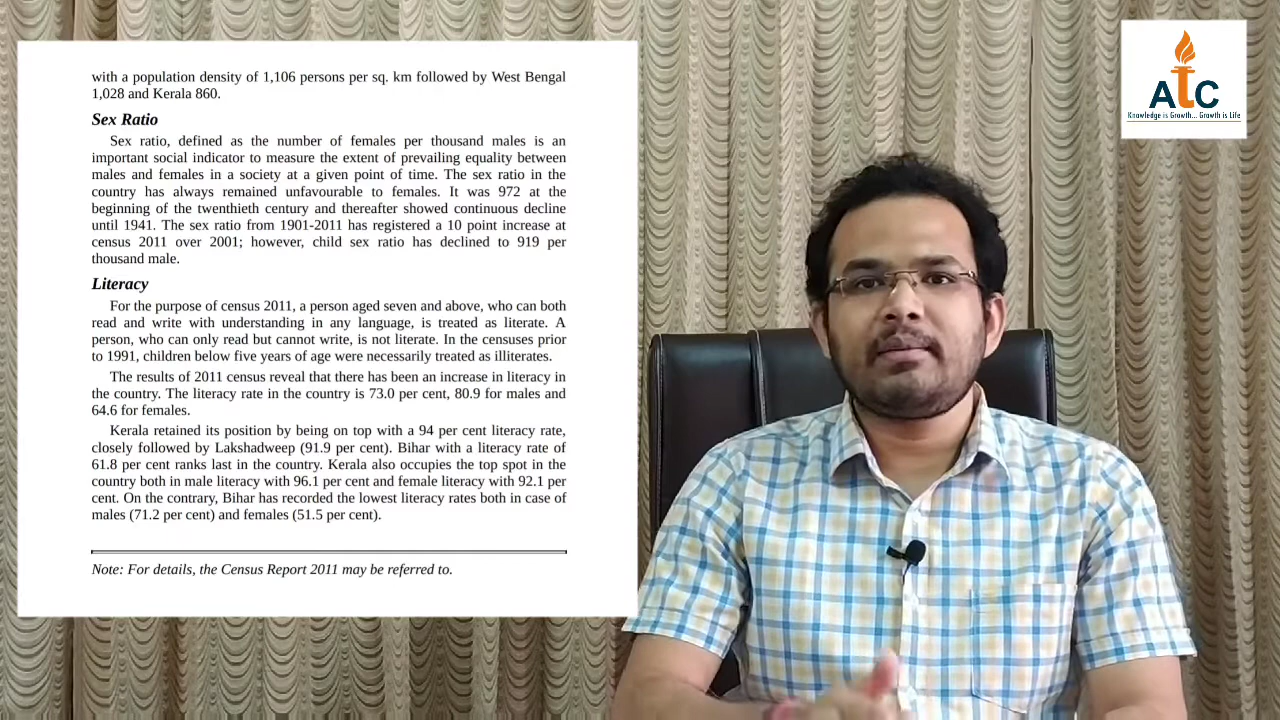 with a population density of 1,106 persons per sq. km followed by West Bengal
1,028 and Kerala 860.
Sex Ratio
Sex ratio, defined as the number of females per thousand males is an
important social indicator to measure the extent of prevailing equality between
males and females in a society at a given point of time. The sex ratio in the
country has always remained unfavourable to females. It was 972 at the
beginning of the twenthieth century and thereafter showed continuous decline
until 1941. The sex ratio from 1901-2011 has registered a 10 point increase at
census 2011 over 2001; however, child sex ratio has declined to 919 per
thousand male.
Literacy
For the purpose of census 2011, a person aged seven and above, who can both
read and write with understanding in any language, is treated as literate. A
person, who can only read but cannot write, is not literate. In the censuses prior
to 1991, children below five years of age were necessarily treated as illiterates.
The results of 2011 census reveal that there has been an increase in literacy in
the country. The literacy rate in the country is 73.0 per cent, 80.9 for males and
64.6 for females.
Kerala retained its position by being on top with a 94 per cent literacy rate,
closely followed by Lakshadweep (91.9 per cent). Bihar with a literacy rate of
61.8 per cent ranks last in the country. Kerala also occupies the top spot in the
country both in male literacy with 96.1 per cent and female literacy with 92.1 per
cent. On the contrary, Bihar has recorded the lowest literacy rates both in case of
males (71.2 per cent) and females (51.5 per cent).
Note: For details, the Census Report 2011 may be referred to.
ATC
Knowledge is Growth... Growth is Life